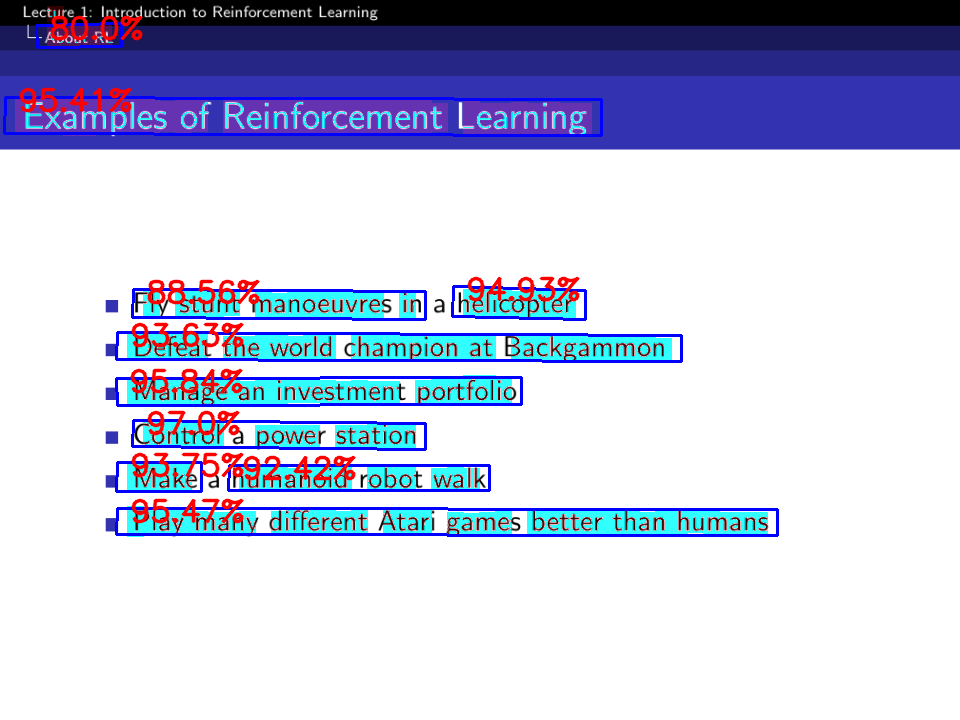 Lecture 1: Introduction to Reinforcement Learning
About RL
80.0%
95.41%
Examples of Reinforcement Learning
88.56% 94.93%
Fly stunt manoeuvres in a helicopter
93.63%
Defeat the world champion at Backgammon
95.84%
Manage an investment portfolio
97.0%
Control a power station
93.75% 92.42%
Make a humanoid robot walk
95.47%
Play many different Atari games better than humans